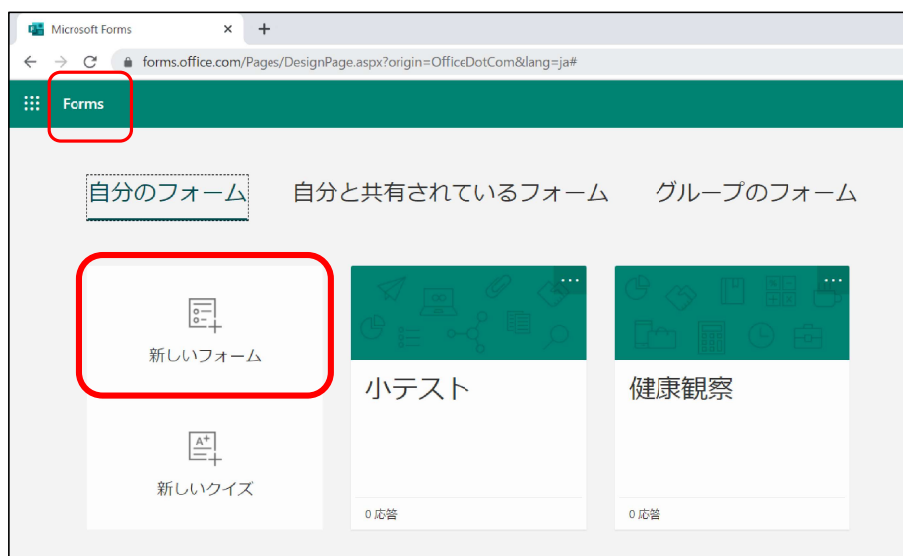 Microsoft Forms
forms.office.com/Pages/DesignPage.aspx?origin=OfficeDotCom&lang=ja#
Forms
自分のフォーム 自分と共有されているフォーム グループのフォーム
新しいフォーム
新しいクイズ
小テスト
0 応答
健康観察
0 応答